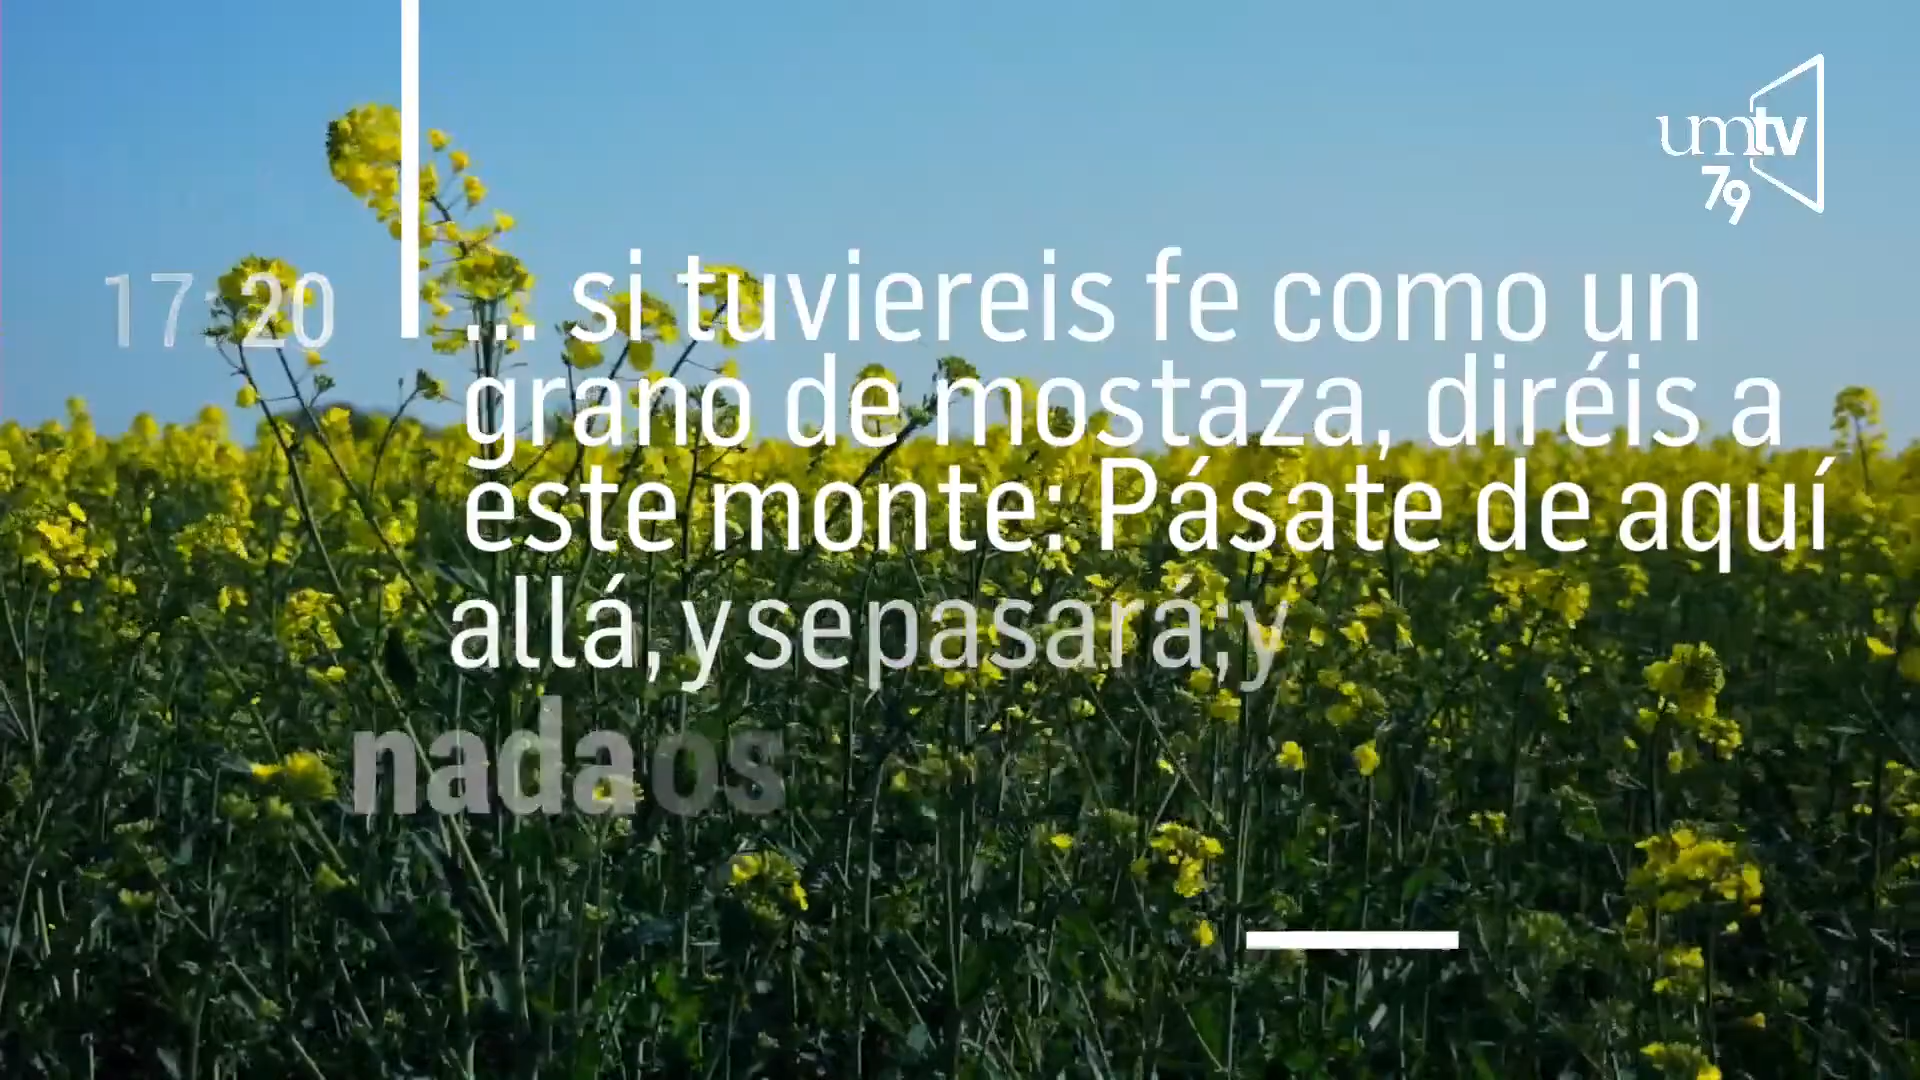 umtv
79
17:20
... si tuviereis fe como un
grano de mostaza, diréis a
este monte: Pásate de aquí
allá, y se pasará; y
nada os